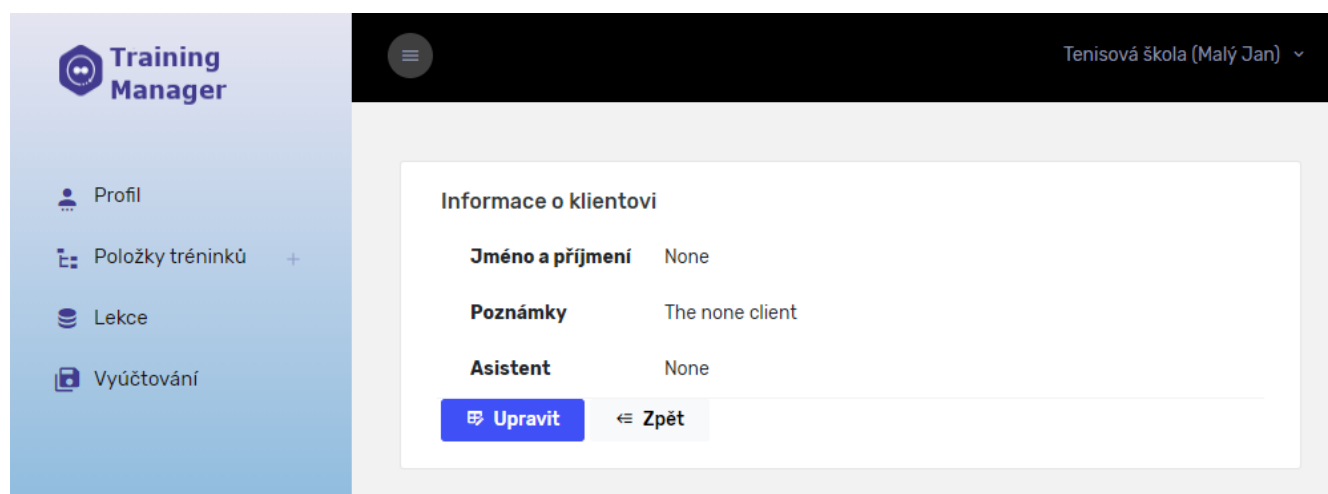 Training
Manager
Tenisová škola (Malý Jan)
Profil
Položky tréninků
Lekce
Vyúčtování
Informace o klientovi
Jméno a příjmení None
Poznámky The none client
Asistent None
Upravit Zpět